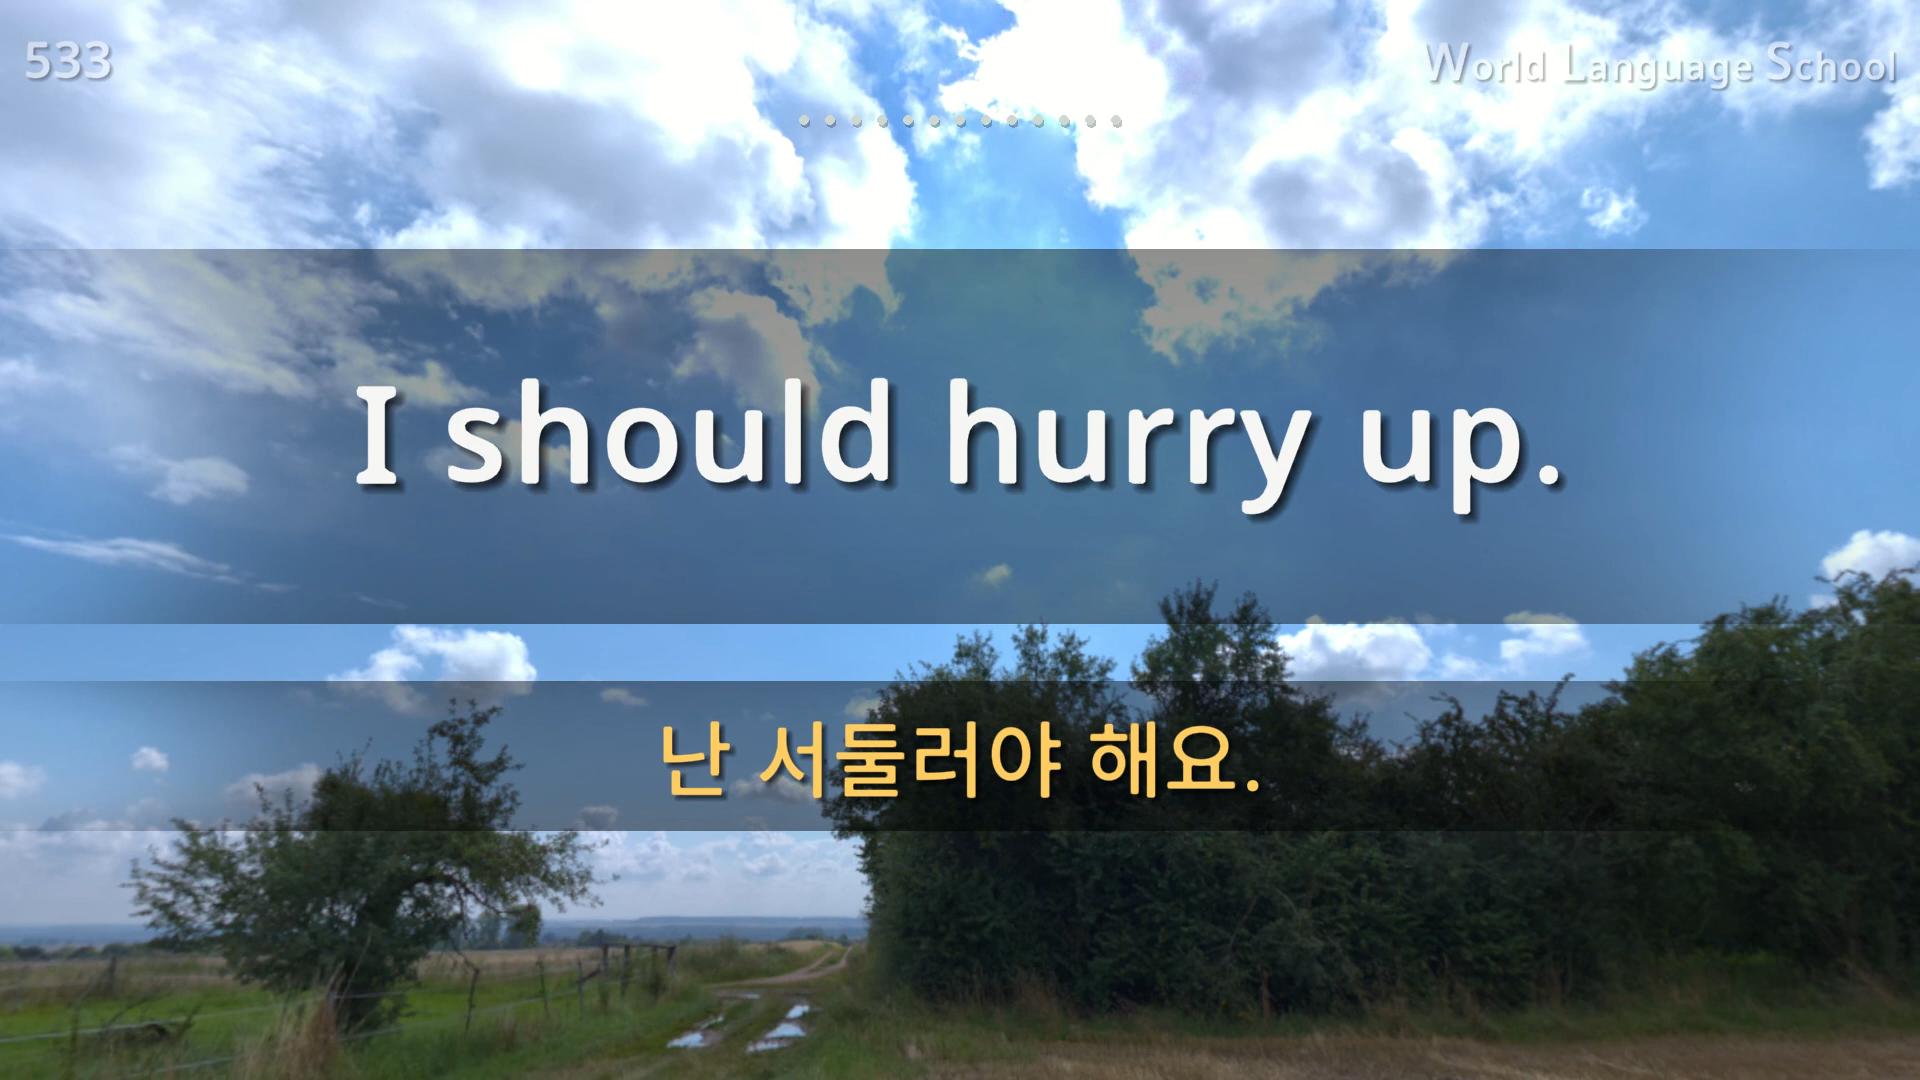 533
World Language School
I should hurry up.
난 서둘러야 해요.